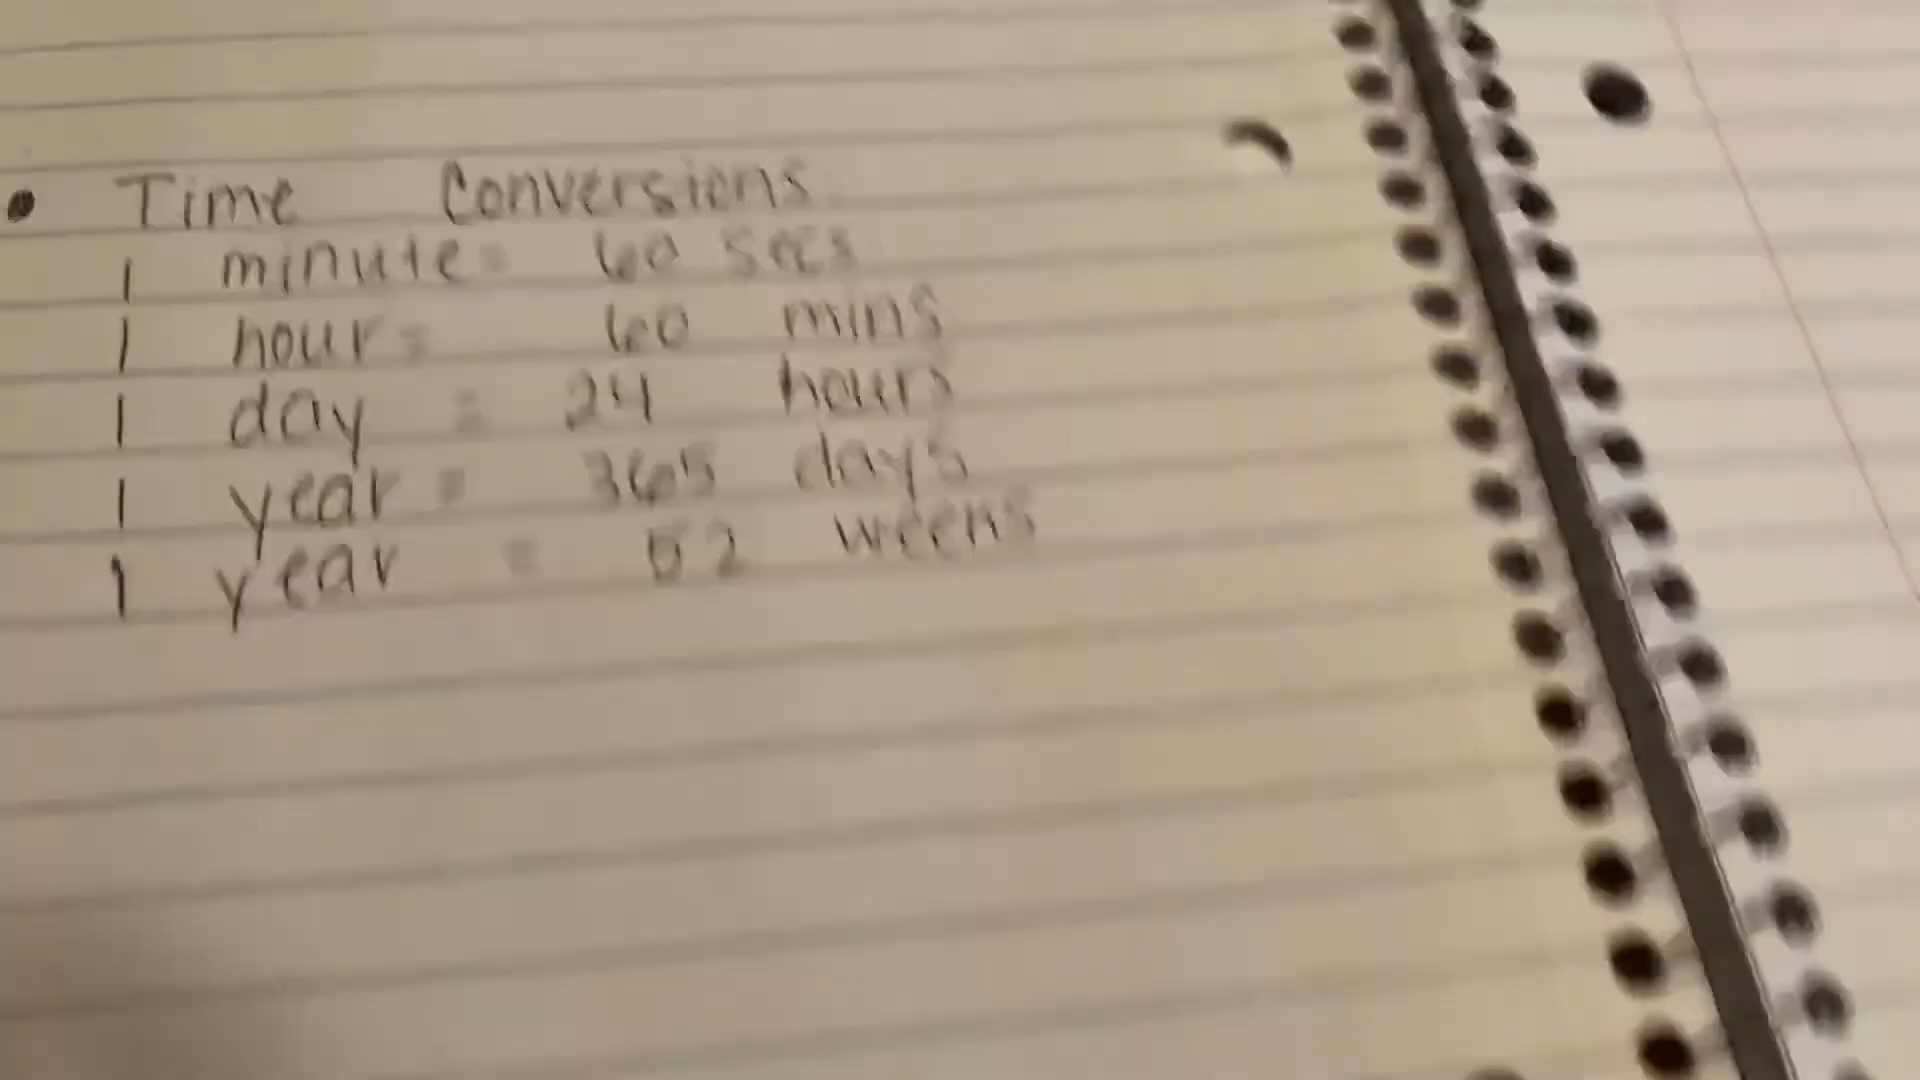 • Time Conversions
1 minute = 60 secs
1 hour = 60 mins
1 day = 24 hours
1 year = 365 days
1 year = 52 weeks